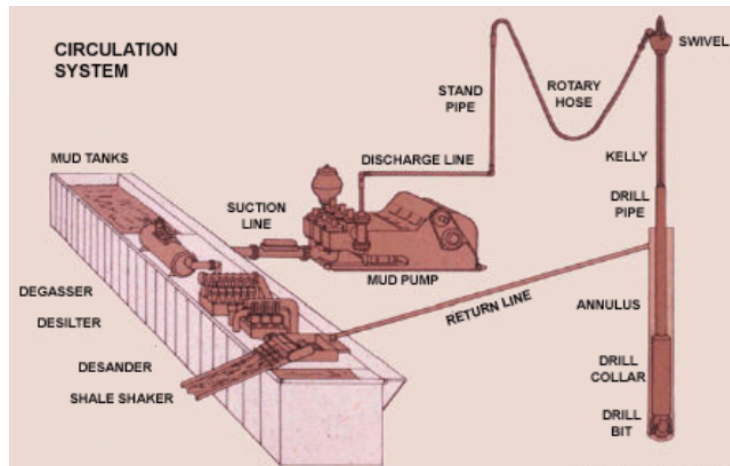 CIRCULATION
SYSTEM
SWIVEL
STAND
PIPE
ROTARY
HOSE
MUD TANKS
DISCHARGE LINE
KELLY
SUCTION
LINE
DRILL
PIPE
MUD PUMP
DEGASSER
RETURN LINE
ANNULUS
DESILTER
DESANDER
DRILL
COLLAR
SHALE SHAKER
DRILL
BIT